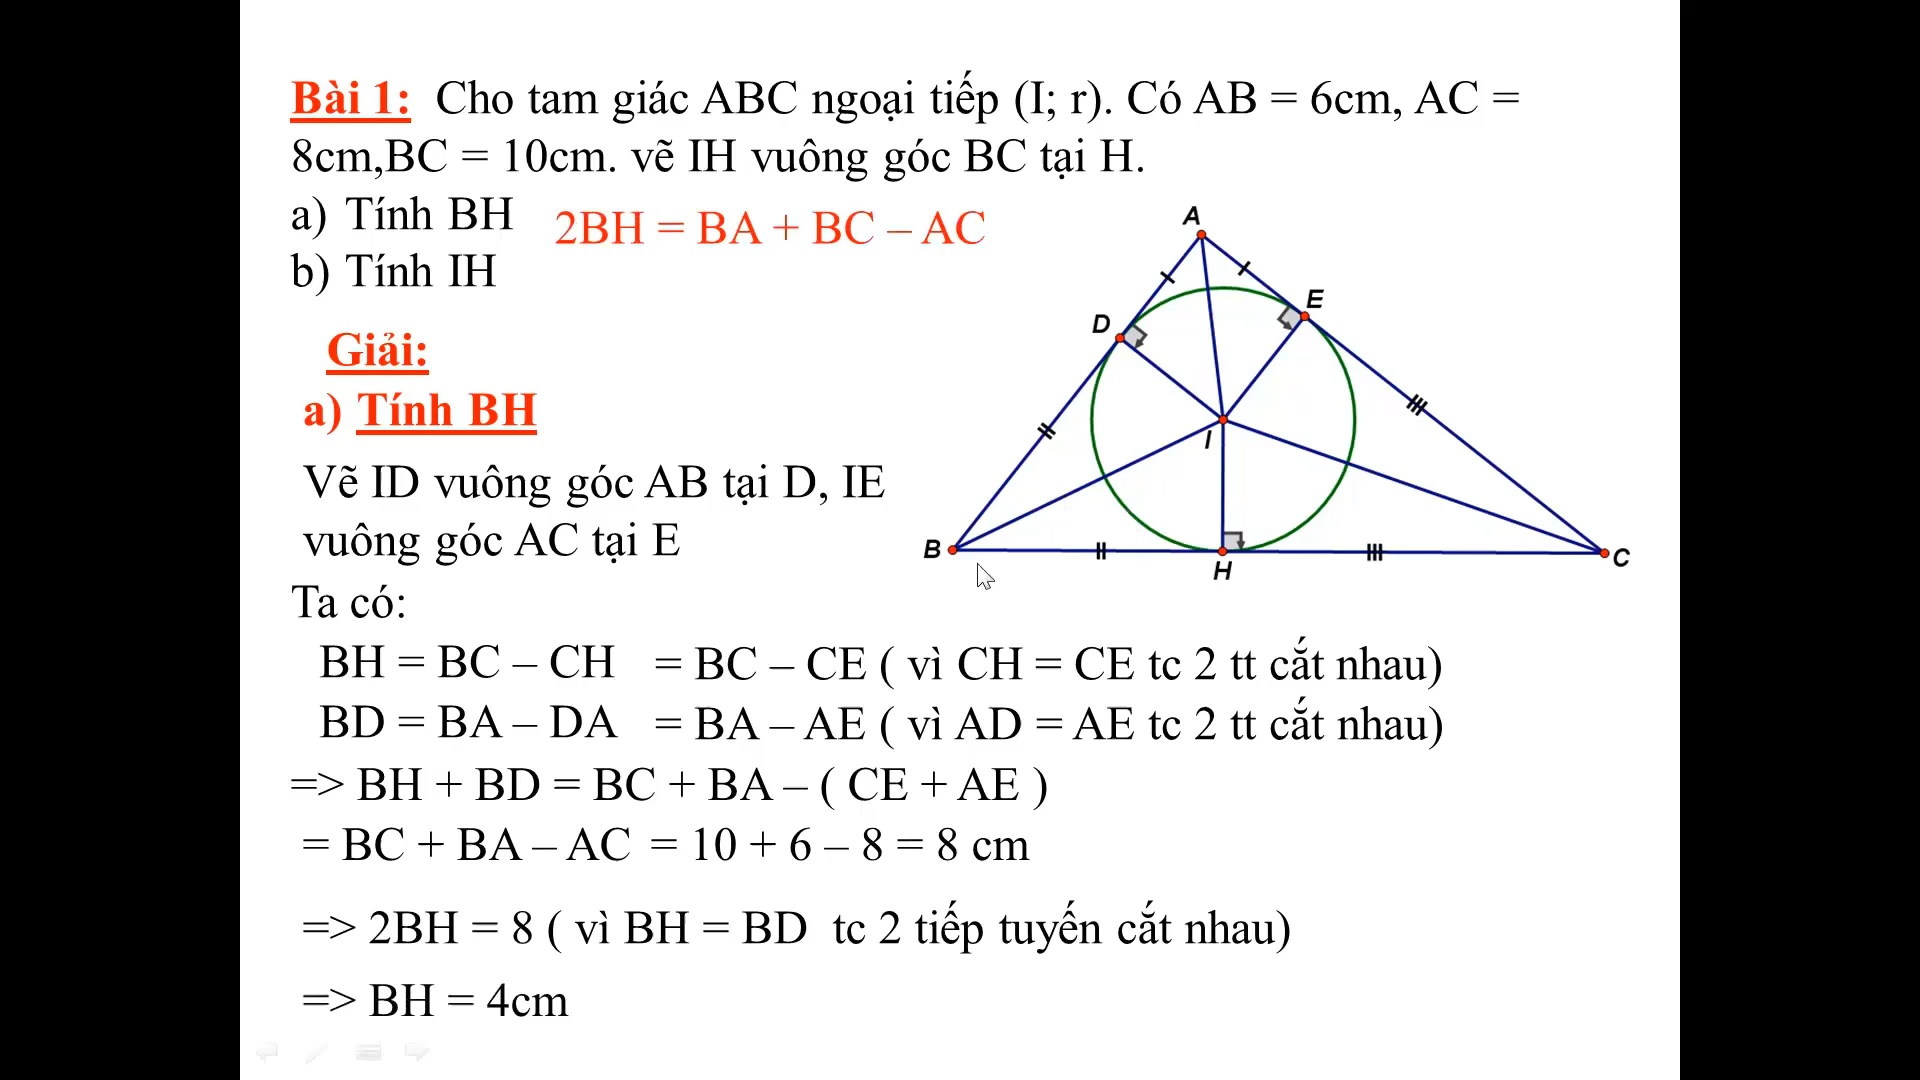 Bài 1: Cho tam giác ABC ngoại tiếp (I; r). Có AB = 6cm, AC =
8cm,BC = 10cm. vẽ IH vuông góc BC tại H.
a) Tính BH
2BH = BA + BC – AC
b) Tính IH
Giải:
a) Tính BH
Vẽ ID vuông góc AB tại D, IE
vuông góc AC tại E
Ta có:
BH = BC – CH = BC – CE ( vì CH = CE tc 2 tt cắt nhau)
BD = BA – DA = BA – AE ( vì AD = AE tc 2 tt cắt nhau)
=> BH + BD = BC + BA – ( CE + AE )
= BC + BA – AC = 10 + 6 – 8 = 8 cm
=> 2BH = 8 ( vì BH = BD tc 2 tiếp tuyến cắt nhau)
=> BH = 4cm
A
E
D
I
B
H
C